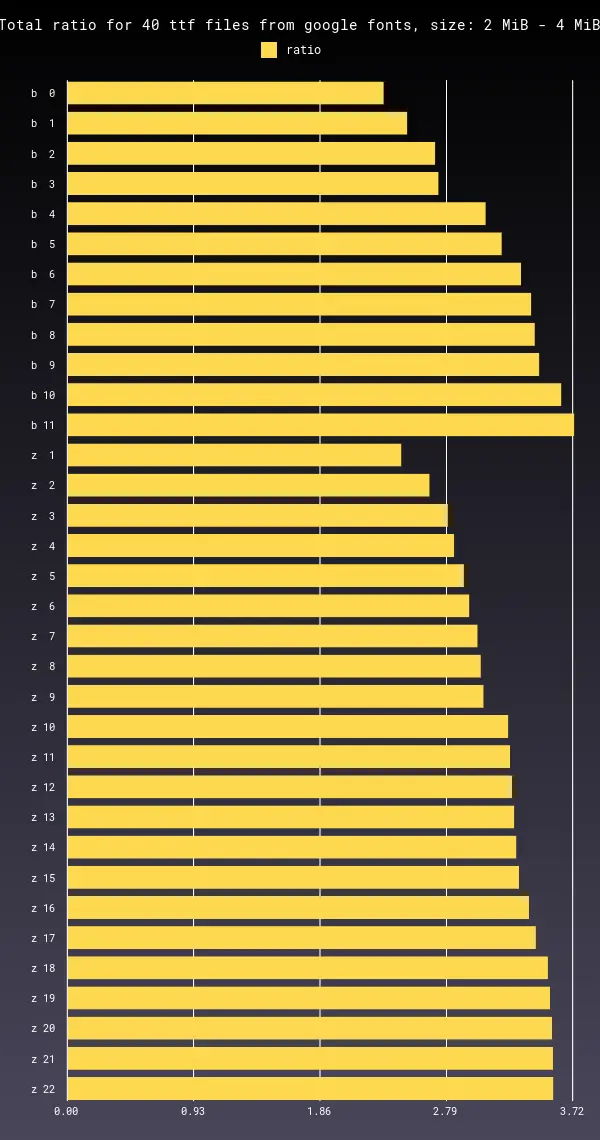 Total ratio for 40 ttf files from google fonts, size: 2 MiB - 4 MiB
ratio
b 0
b 1
b 2
b 3
b 4
b 5
b 6
b 7
b 8
b 9
b 10
b 11
z 1
z 2
z 3
z 4
z 5
z 6
z 7
z 8
z 9
z 10
z 11
z 12
z 13
z 14
z 15
z 16
z 17
z 18
z 19
z 20
z 21
z 22
0.00 0.93 1.86 2.79 3.72